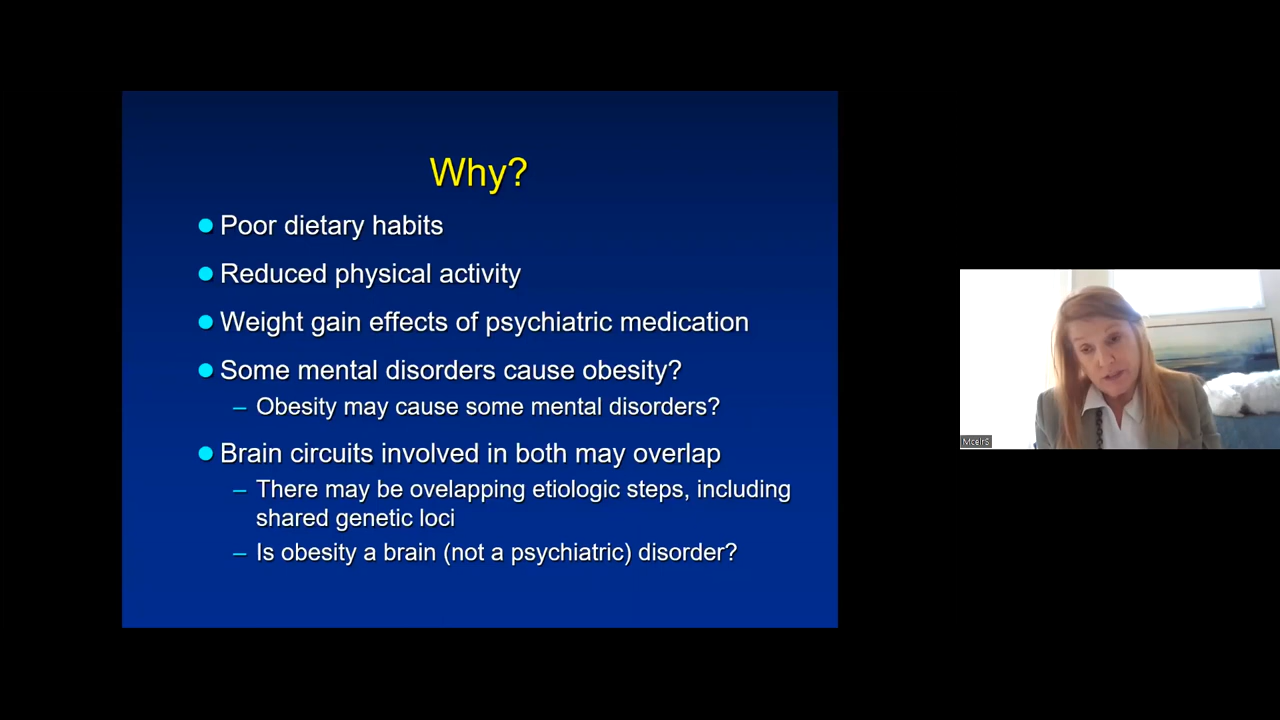 Why?
Poor dietary habits
Reduced physical activity
Weight gain effects of psychiatric medication
Some mental disorders cause obesity?
– Obesity may cause some mental disorders?
Brain circuits involved in both may overlap
– There may be ovelapping etiologic steps, including
shared genetic loci
– Is obesity a brain (not a psychiatric) disorder?
McelrS